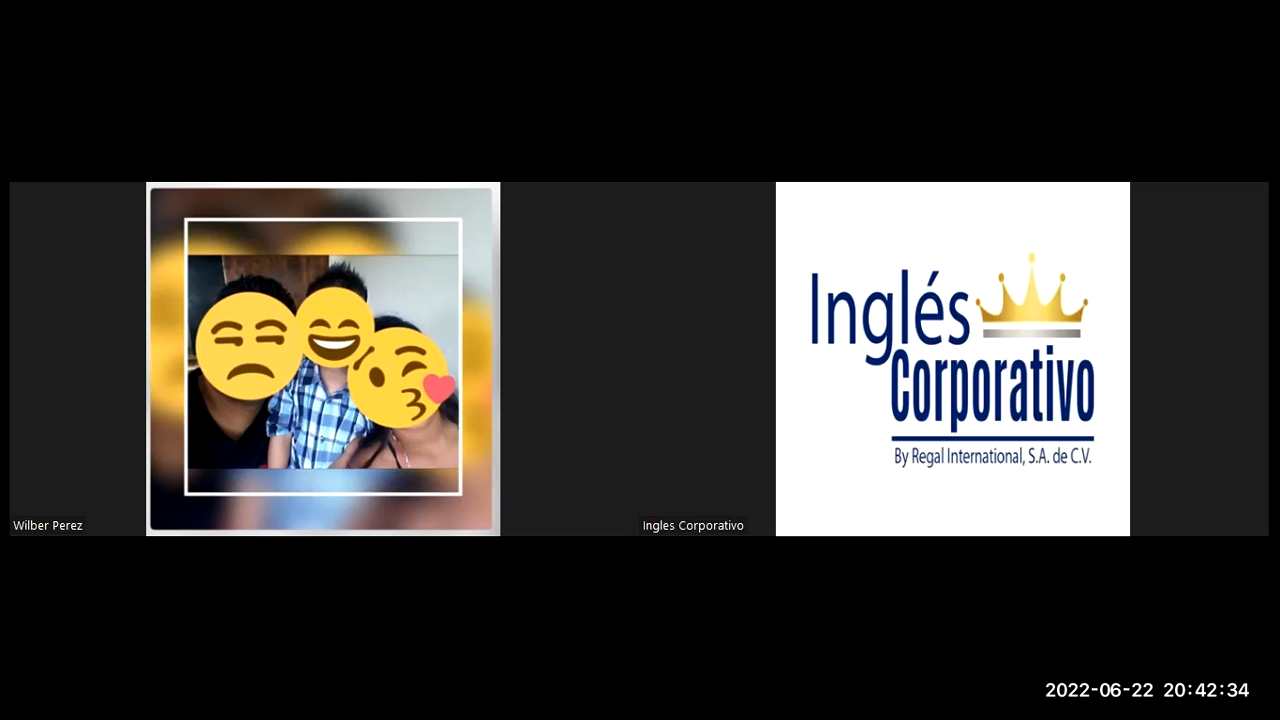 Inglés
Corporativo
By Regal International, S.A. de C.V.
Wilber Perez
Ingles Corporativo
2022-06-22 20:42:34